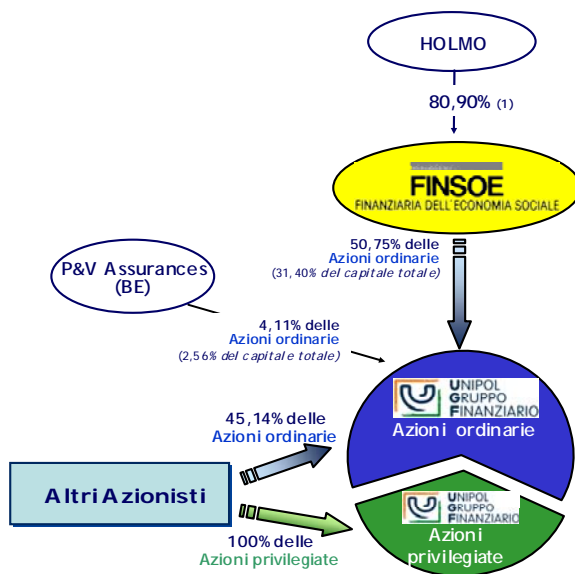 HOLMO
80,90% (1)
FINSOE
FINANZIARIA DELL'ECONOMIA SOCIALE
50,75% delle
Azioni ordinarie
(31,40% del capitale totale)
P&V Assurances
(BE)
4,11% delle
Azioni ordinarie
(2,56% del capitale totale)
UNIPOL
GRUPPO
FINANZIARIO
Azioni ordinarie
45,14% delle
Azioni ordinarie
Altri Azionisti
UNIPOL
GRUPPO
FINANZIARIO
Azioni
privilegiate
100% delle
Azioni privilegiate